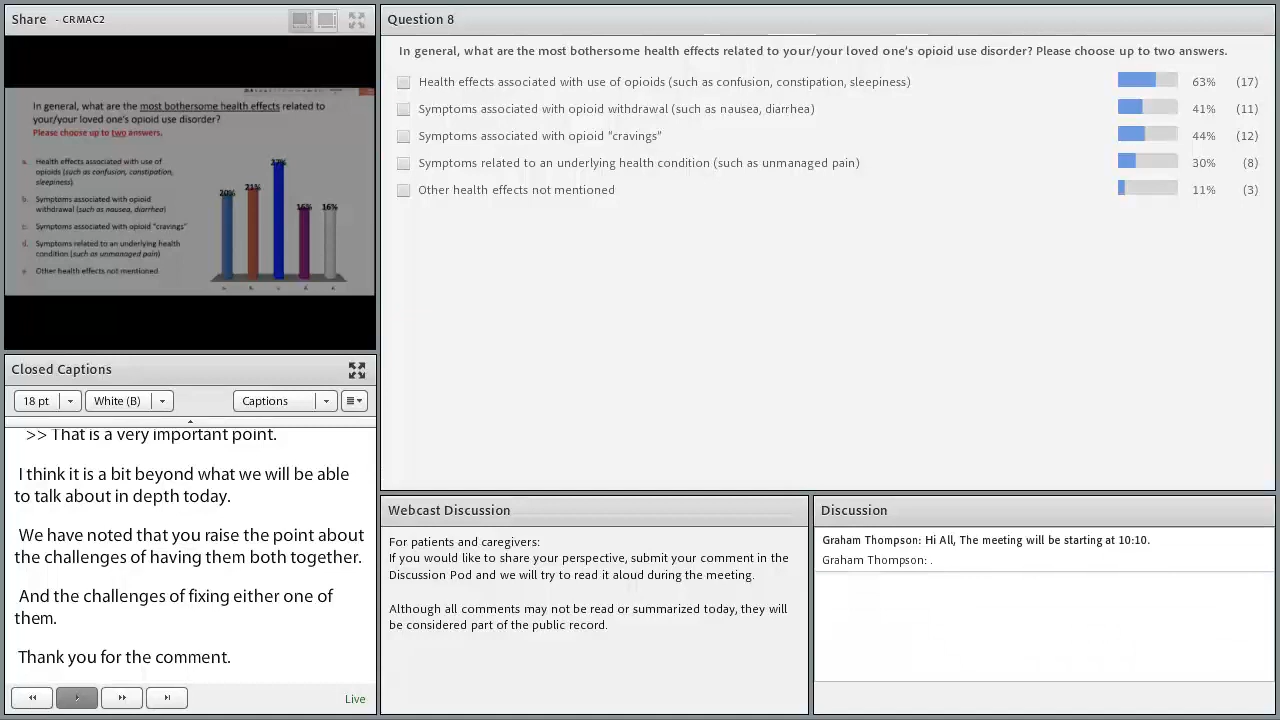 Share - CRMAC2
In general, what are the most bothersome health effects related to
your/your loved one's opioid use disorder?
Please choose up to two answers.
a. Health effects associated with use of
opioids (such as confusion, constipation,
sleepiness)
b. Symptoms associated with opioid
withdrawal (such as nausea, diarrhea)
c. Symptoms associated with opioid "cravings"
d. Symptoms related to an underlying health
condition (such as unmanaged pain)
e. Other health effects not mentioned
20%
21%
27%
16%
16%
Closed Captions
18 pt
White (B)
Captions
>> That is a very important point.
I think it is a bit beyond what we will be able
to talk about in depth today.
We have noted that you raise the point about
the challenges of having them both together.
And the challenges of fixing either one of
them.
Thank you for the comment.
Live
Question 8
In general, what are the most bothersome health effects related to your/your loved one's opioid use disorder? Please choose up to two answers.
Health effects associated with use of opioids (such as confusion, constipation, sleepiness) 63% (17)
Symptoms associated with opioid withdrawal (such as nausea, diarrhea) 41% (11)
Symptoms associated with opioid “cravings” 44% (12)
Symptoms related to an underlying health condition (such as unmanaged pain) 30% (8)
Other health effects not mentioned 11% (3)
Webcast Discussion
For patients and caregivers:
If you would like to share your perspective, submit your comment in the
Discussion Pod and we will try to read it aloud during the meeting.
Although all comments may not be read or summarized today, they will
be considered part of the public record.
Discussion
Graham Thompson: Hi All, The meeting will be starting at 10:10.
Graham Thompson: .